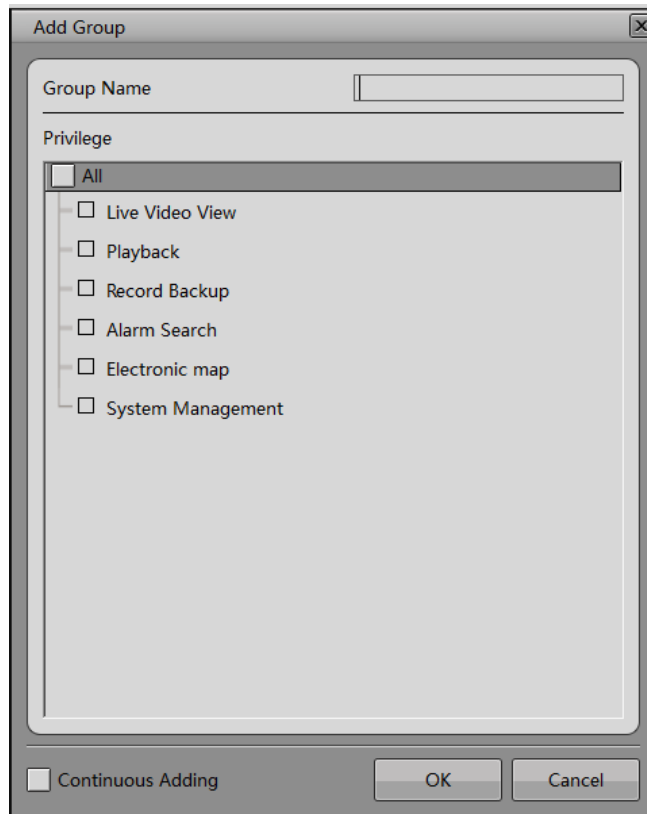 Add Group
Group Name
Privilege
All
Live Video View
Playback
Record Backup
Alarm Search
Electronic map
System Management
Continuous Adding OK Cancel